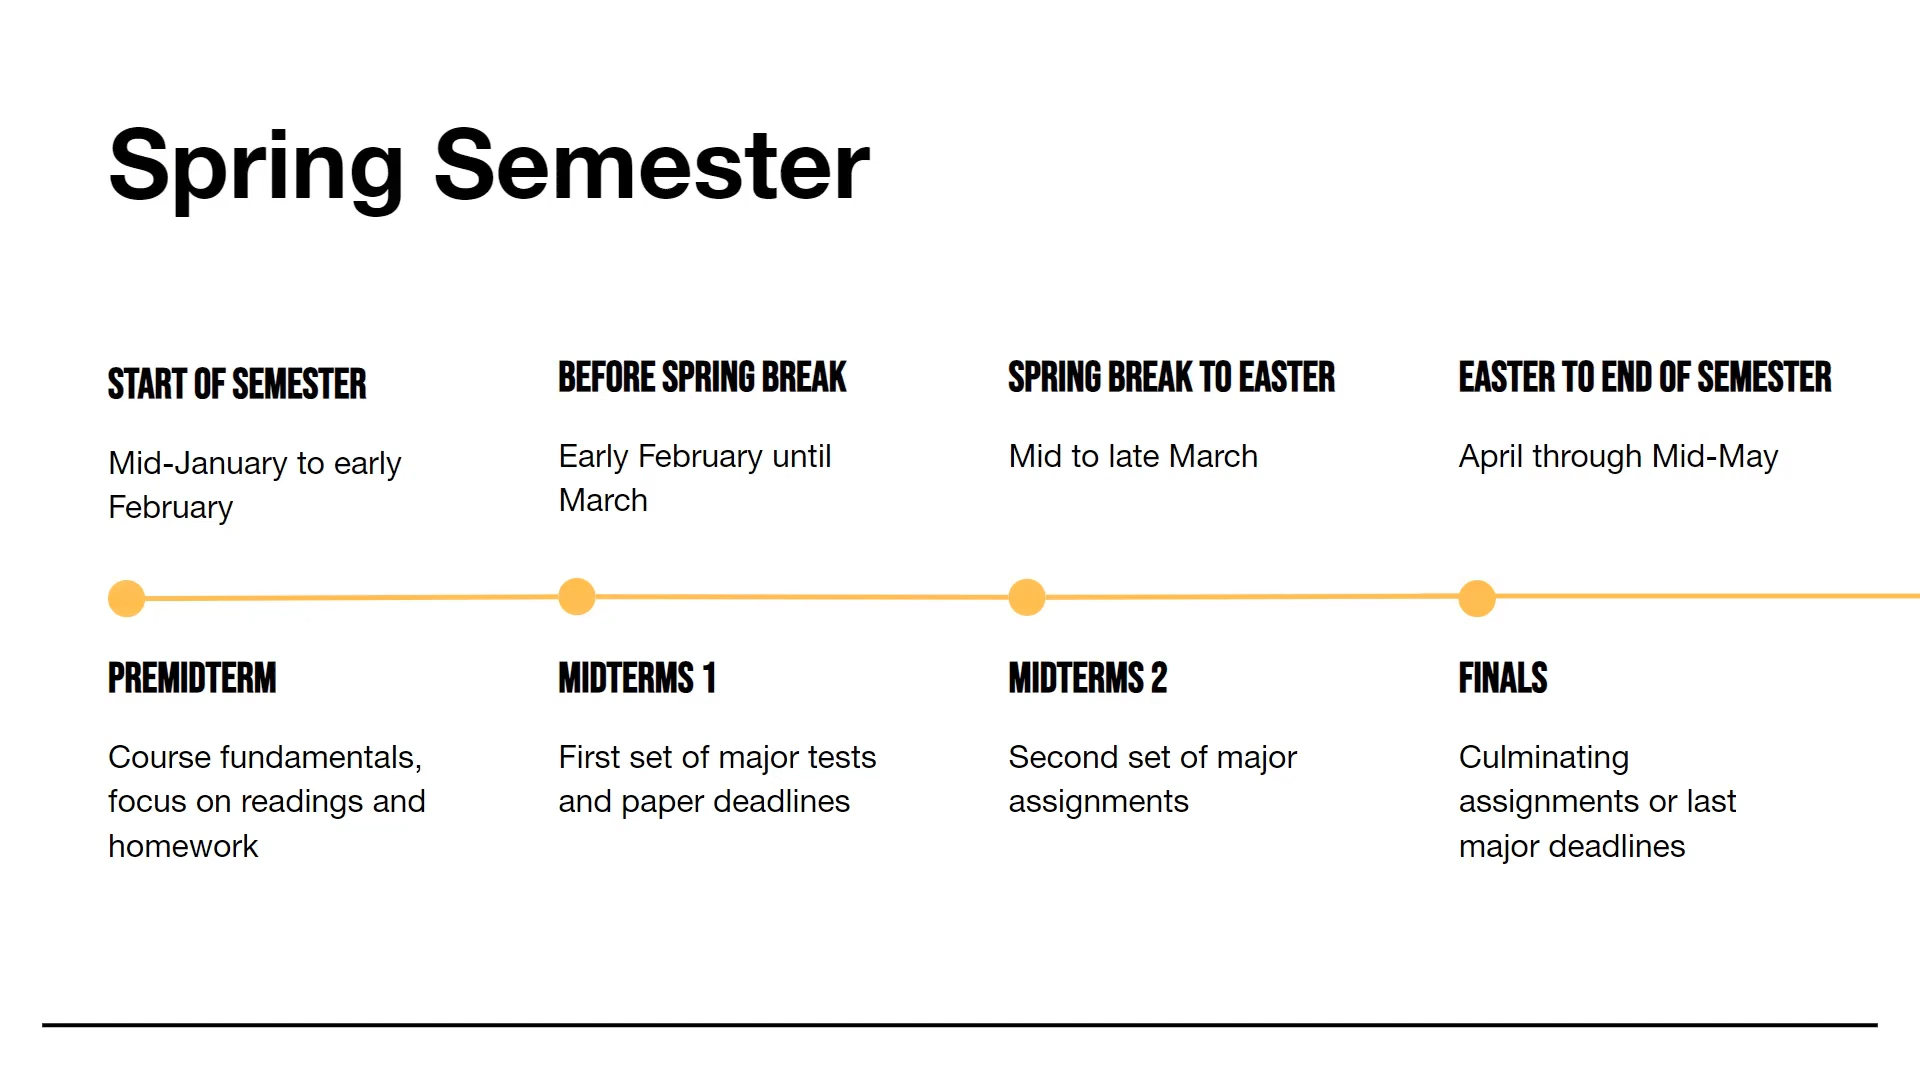 Spring Semester
START OF SEMESTER
Mid-January to early
February
BEFORE SPRING BREAK
Early February until
March
SPRING BREAK TO EASTER
Mid to late March
EASTER TO END OF SEMESTER
April through Mid-May
PREMIDTERM
Course fundamentals,
focus on readings and
homework
MIDTERMS 1
First set of major tests
and paper deadlines
MIDTERMS 2
Second set of major
assignments
FINALS
Culminating
assignments or last
major deadlines